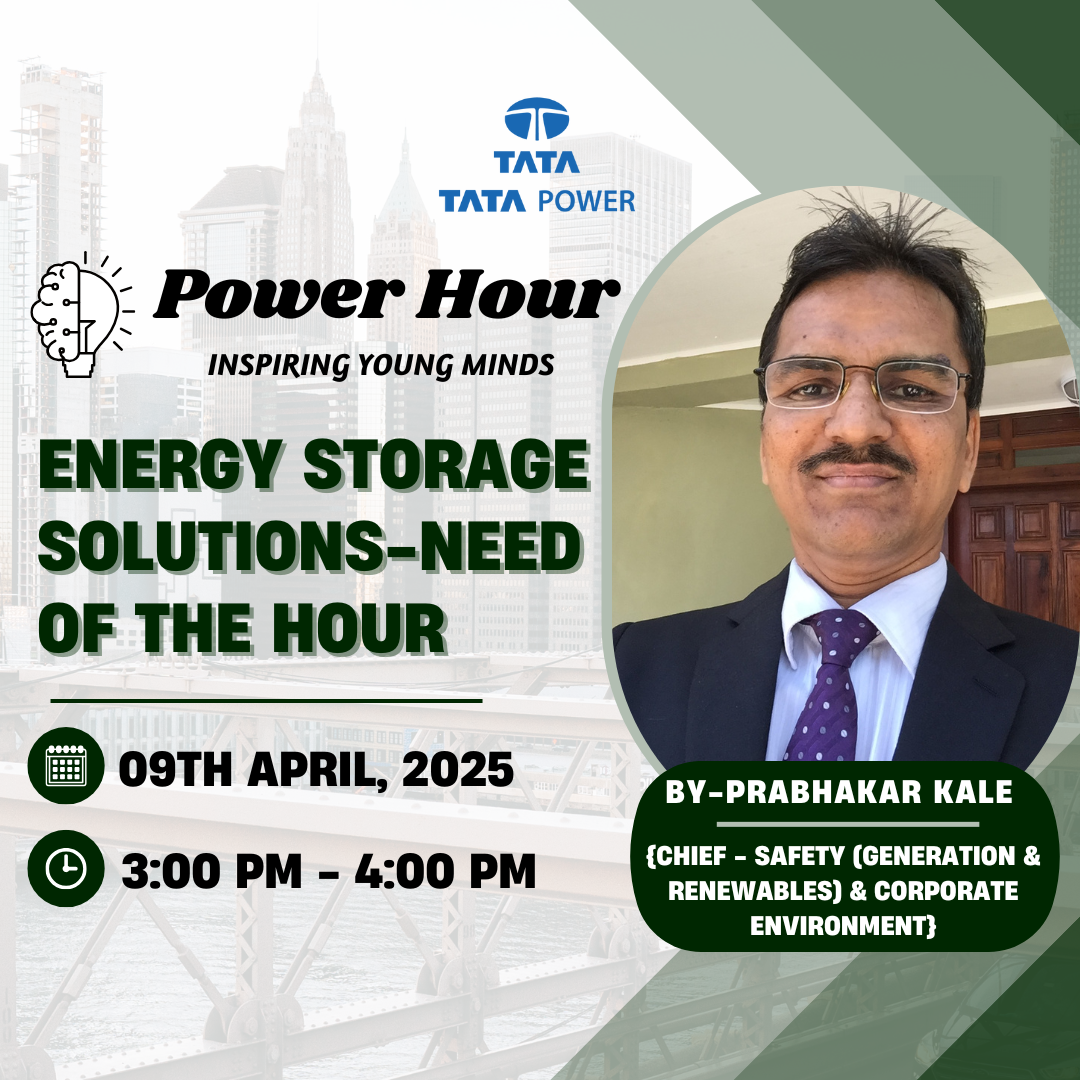 TATA
TATA POWER
Power Hour
INSPIRING YOUNG MINDS
ENERGY STORAGE
SOLUTIONS-NEED
OF THE HOUR
09TH APRIL, 2025
3:00 PM - 4:00 PM
BY-PRABHAKAR KALE
{CHIEF - SAFETY (GENERATION &
RENEWABLES) & CORPORATE
ENVIRONMENT}